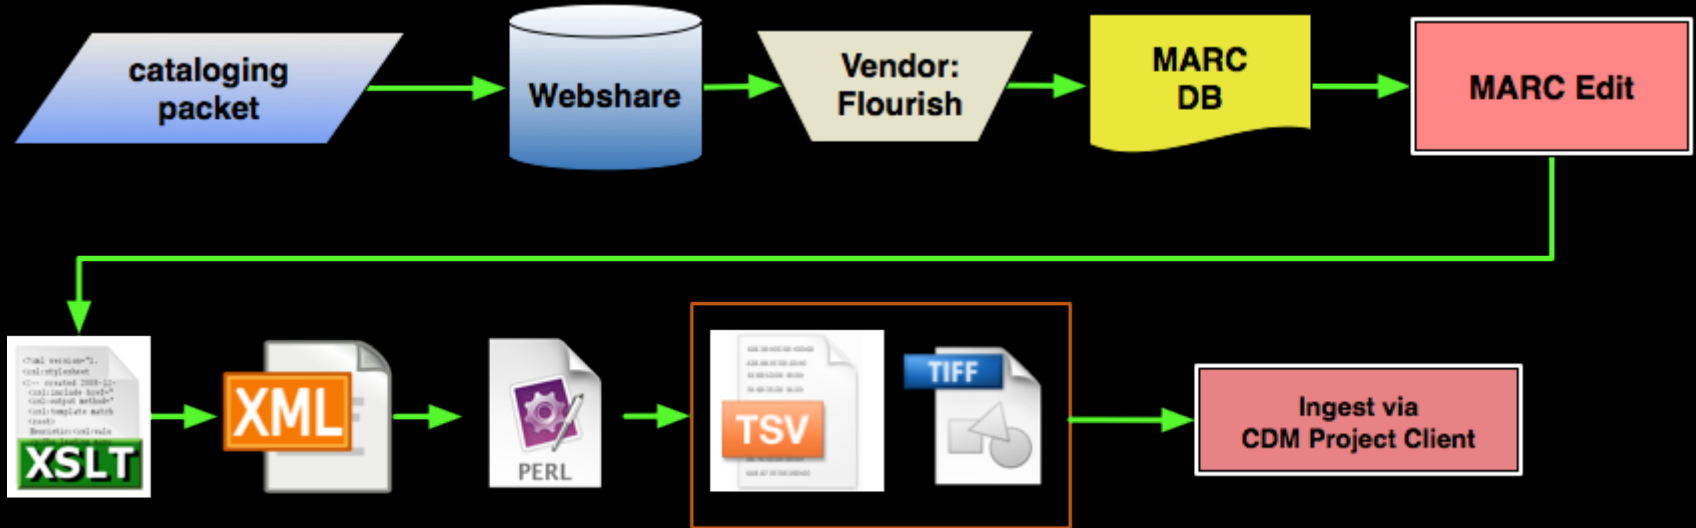 cataloging
packet
Webshare
Vendor:
Flourish
MARC
DB
MARC Edit
XSLT
XML
PERL
TSV
TIFF
Ingest via
CDM Project Client